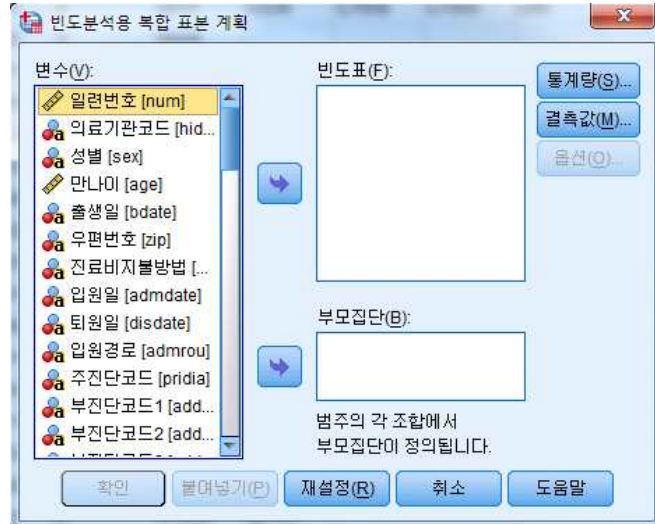 빈도분석용 복합 표본 계획
변수(V):
일련번호 [num]
의료기관코드 [hid...
성별 [sex]
만나이 [age]
출생일 [bdate]
우편번호 [zip]
진료비지불방법 [...
입원일 [admdate]
퇴원일 [disdate]
입원경로 [admrou]
주진단코드 [pridia]
부진단코드1 [add...
부진단코드2 [add...
빈도표(F):
부모집단(B):
범주의 각 조합에서
부모집단이 정의됩니다.
통계량(S)...
결측값(M)...
옵션(O)...
확인
붙여넣기(P)
재설정(R)
취소
도움말